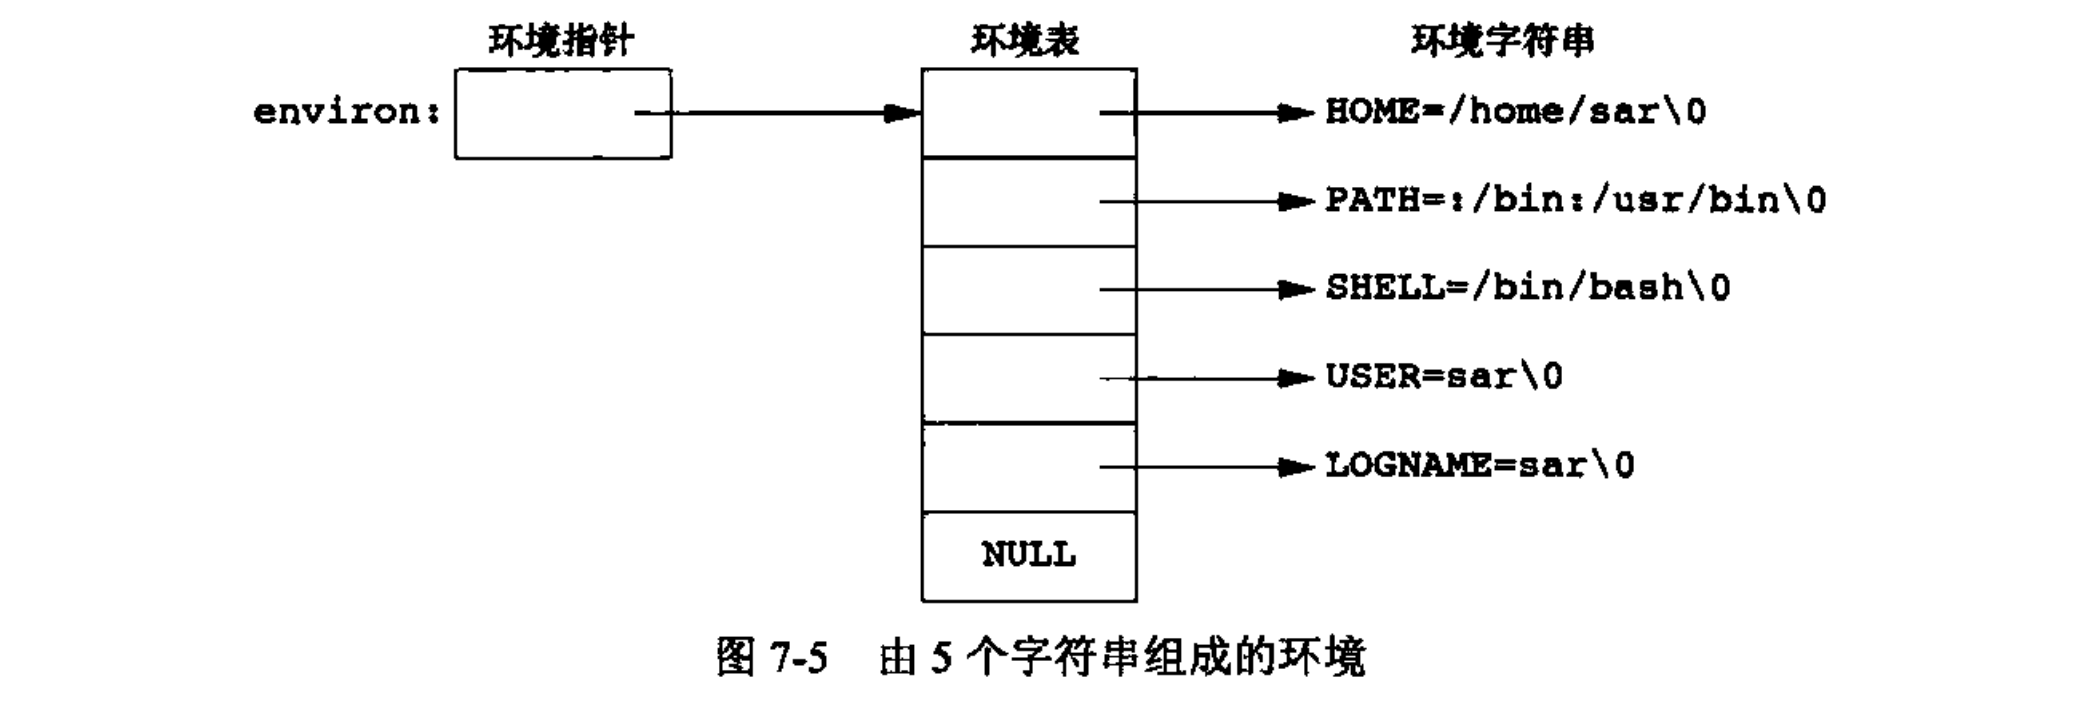 环境指针 环境表 环境字符串
environ: HOME=/home/sar\0
PATH=:/bin:/usr/bin\0
SHELL=/bin/bash\0
USER=sar\0
LOGNAME=sar\0
NULL
图 7-5 由 5 个字符串组成的环境